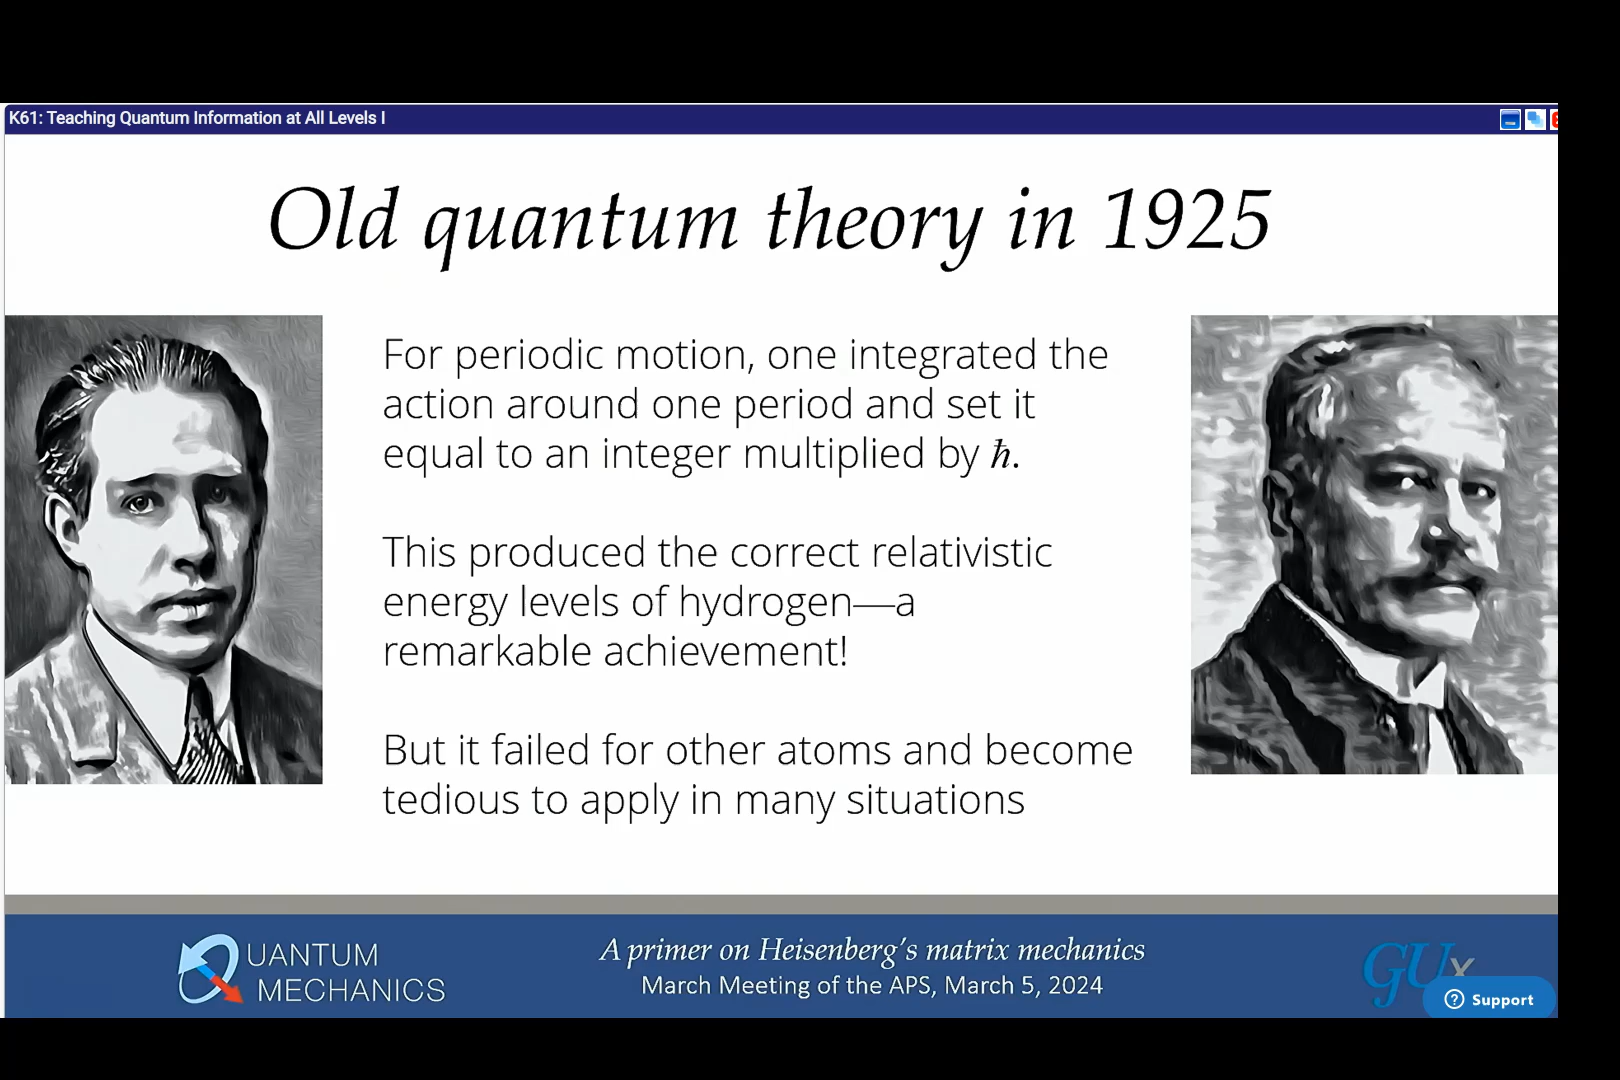 K61: Teaching Quantum Information at All Levels I
Old quantum theory in 1925
For periodic motion, one integrated the
action around one period and set it
equal to an integer multiplied by ℏ.
This produced the correct relativistic
energy levels of hydrogen—a
remarkable achievement!
But it failed for other atoms and become
tedious to apply in many situations
QUANTUM
MECHANICS
A primer on Heisenberg's matrix mechanics
March Meeting of the APS, March 5, 2024
GUx
Support